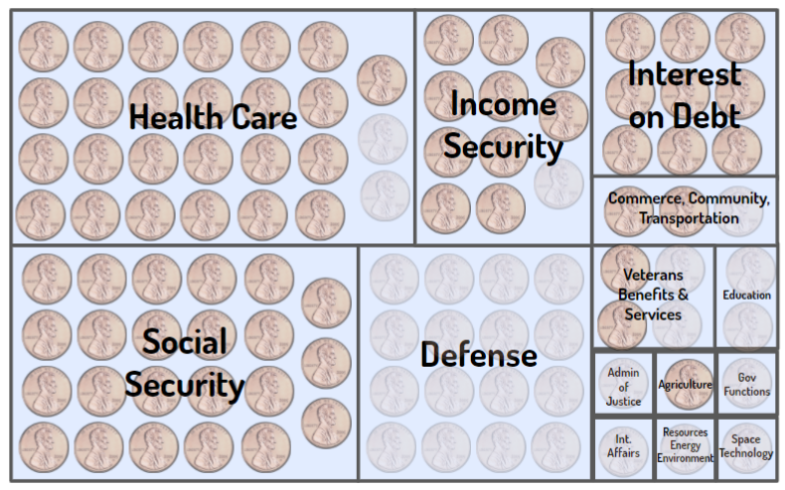 Health Care
Income
Security
Interest
on Debt
Commerce, Community,
Transportation
Social
Security
Defense
Veterans
Benefits &
Services
Education
Admin
of
Justice
Agriculture
Gov
Functions
Int.
Affairs
Resources
Energy
Environment
Space
Technology